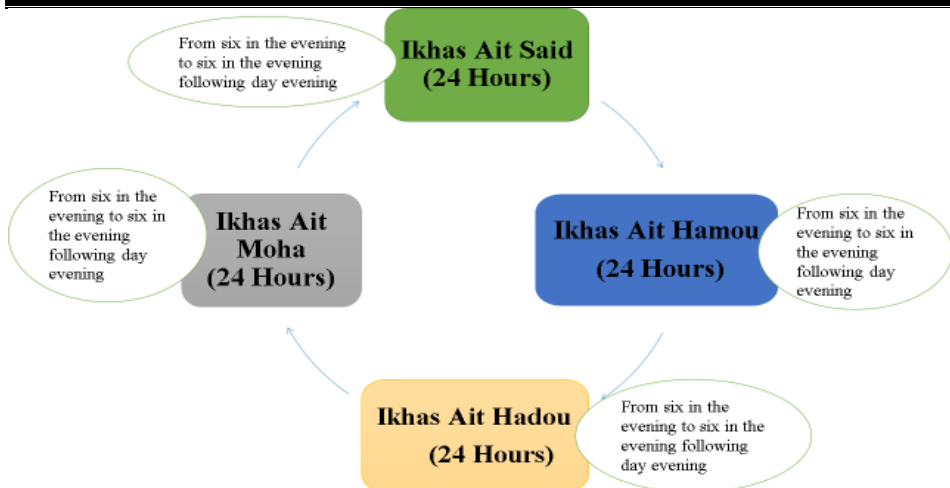 From six in the evening
to six in the evening
following day evening
Ikhas Ait Said
(24 Hours)
From six in the
evening to six in
the evening
following day
evening
Ikhas Ait
Moha
(24 Hours)
Ikhas Ait Hamou
(24 Hours)
From six in the
evening to six in
the evening
following day
evening
Ikhas Ait Hadou
(24 Hours)
From six in the
evening to six in the
evening following
day evening